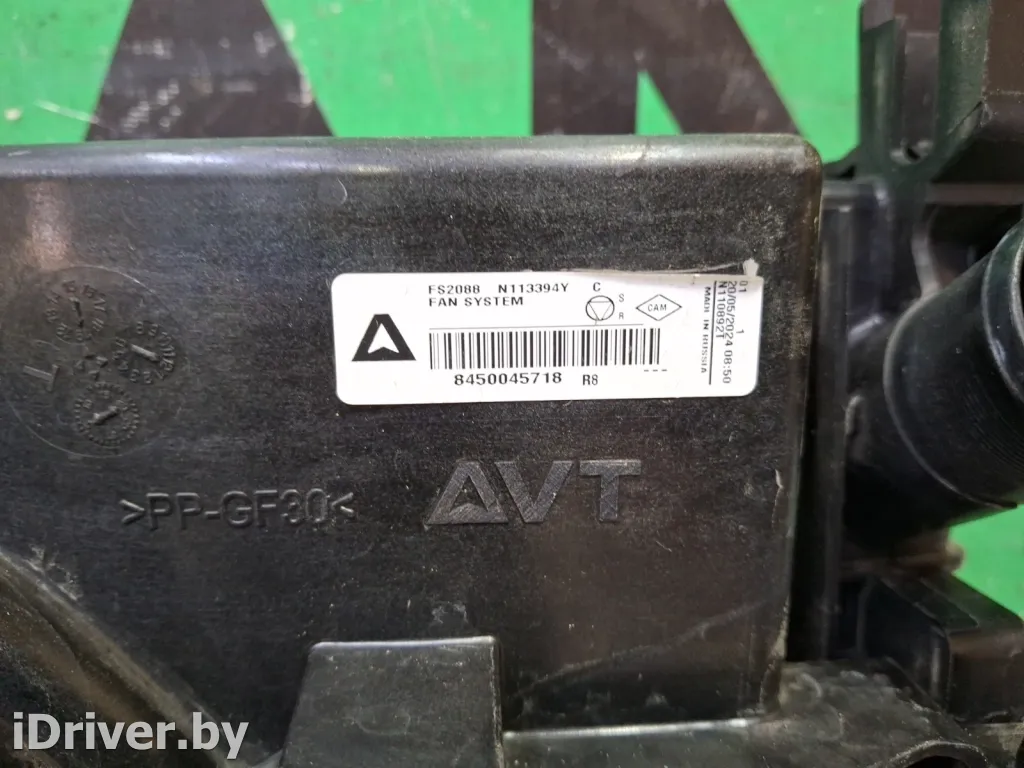 FS2088 N113394Y C
FAN SYSTEM
S
R
CAM
8450045718 R8 ---
01 1
20/05/2024 08:50
N110892T
MADE IN RUSSIA
>PP-GF30<
AVT
iDriver.by